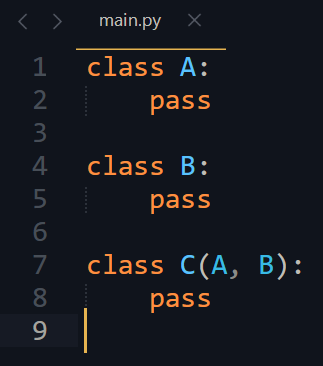 main.py
1 class A:
2     pass
3
4 class B:
5     pass
6
7 class C(A, B):
8     pass
9